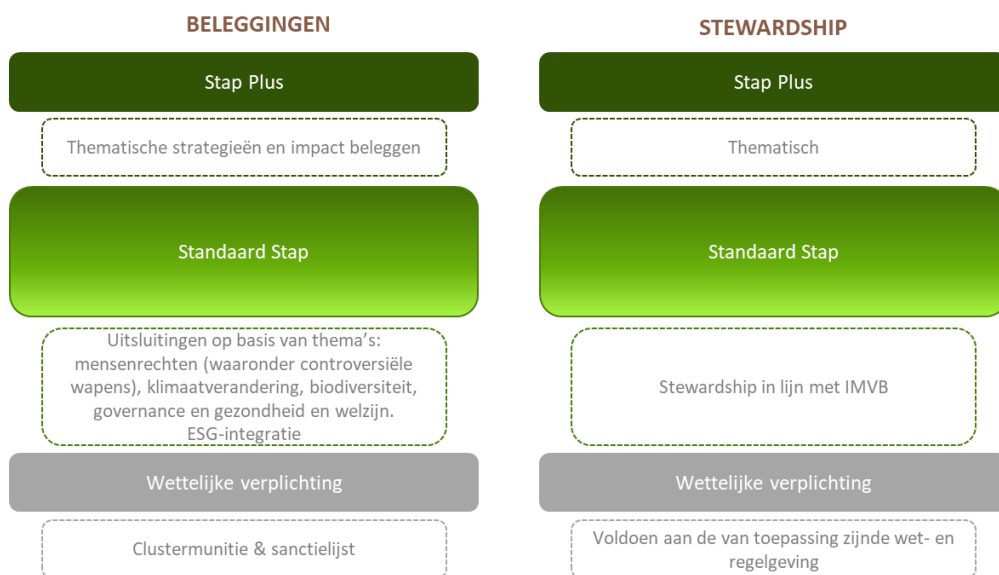 BELEGGINGEN
Stap Plus
Thematische strategieën en impact beleggen
Standaard Stap
Uitsluitingen op basis van thema’s:
mensenrechten (waaronder controversiële
wapens), klimaatverandering, biodiversiteit,
governance en gezondheid en welzijn.
ESG-integratie
Wettelijke verplichting
Clustermunitie & sanctielijst
STEWARDSHIP
Stap Plus
Thematisch
Standaard Stap
Stewardship in lijn met IMVB
Wettelijke verplichting
Voldoen aan de van toepassing zijnde wet- en
regelgeving